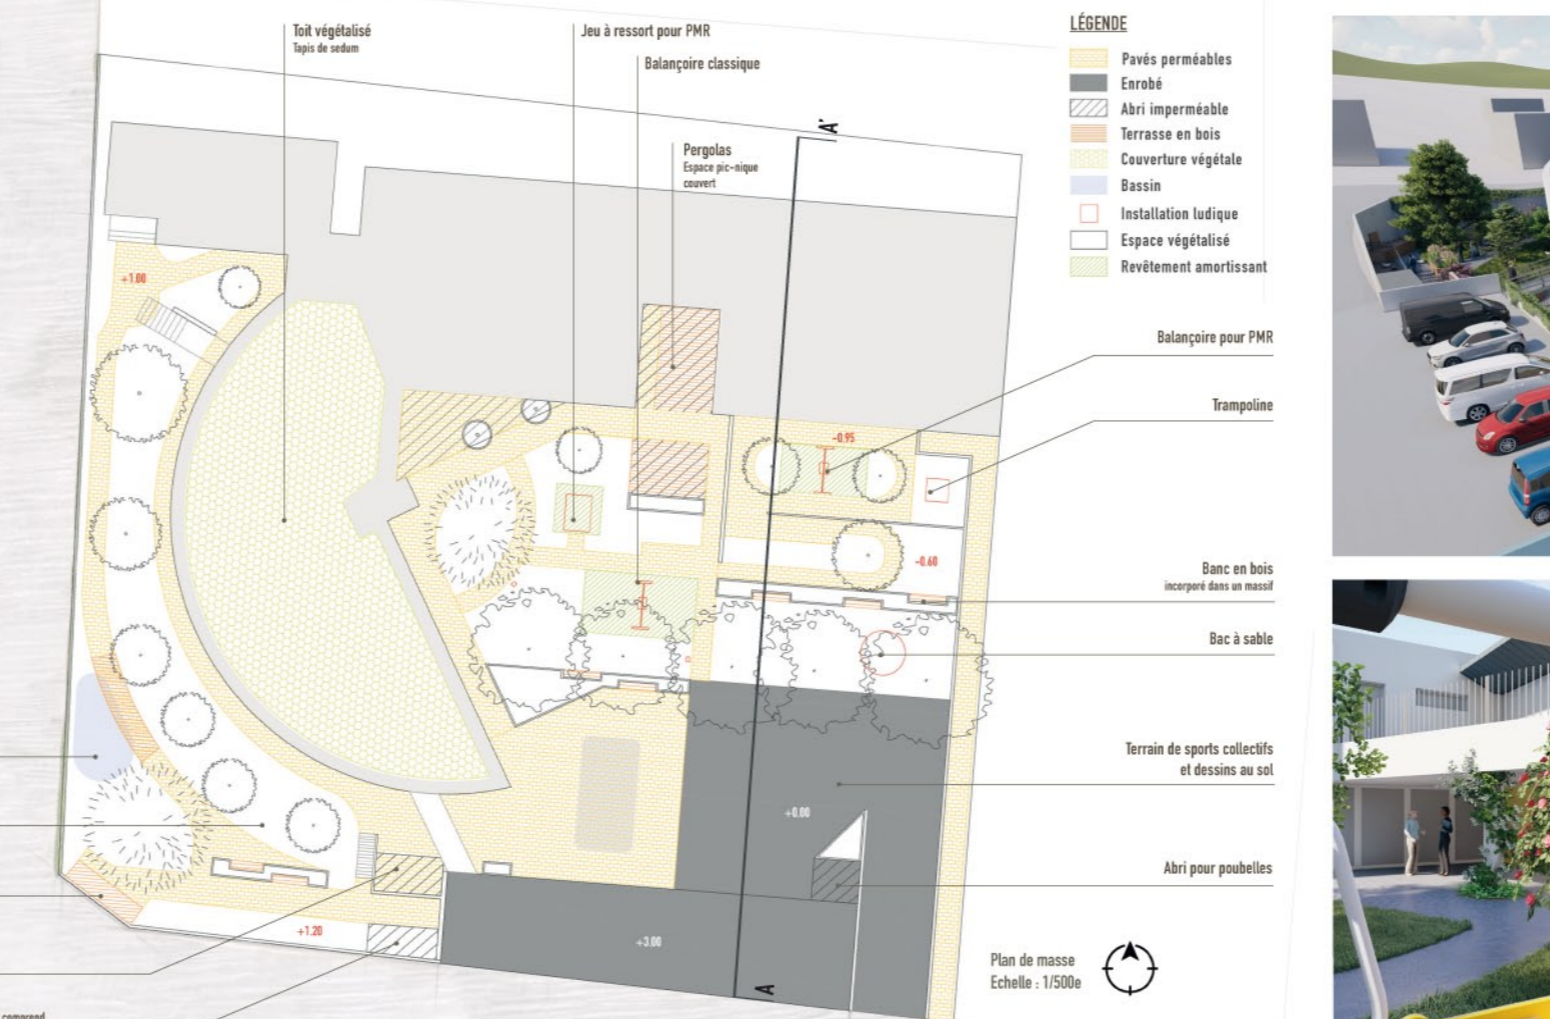 Toit végétalisé
Tapis de sedum
Jeu à ressort pour PMR
Balançoire classique
Pergolas
Espace pic-nique
couvert
A'
LÉGENDE
Pavés perméables
Enrobé
Abri imperméable
Terrasse en bois
Couverture végétale
Bassin
Installation ludique
Espace végétalisé
Revêtement amortissant
+1.00
Balançoire pour PMR
Trampoline
-0.95
-0.60
Banc en bois
incorporé dans un massif
Bac à sable
Terrain de sports collectifs
et dessins au sol
+0.00
Abri pour poubelles
+1.20
+3.00
A
Plan de masse
Echelle : 1/500e
comprend